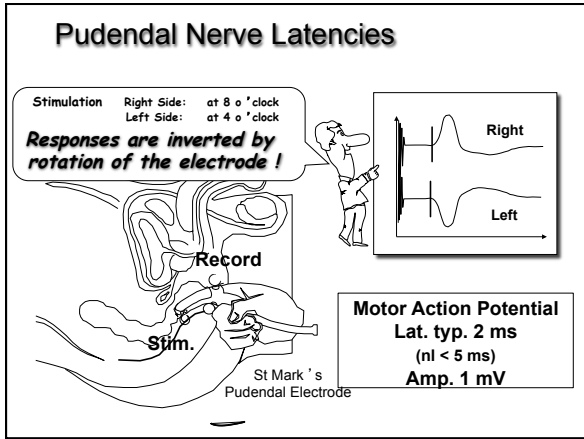 Pudendal Nerve Latencies
Stimulation Right Side: at 8 o 'clock
Left Side: at 4 o 'clock
Responses are inverted by
rotation of the electrode !
Right
Left
Record
Stim.
St Mark ' s
Pudendal Electrode
Motor Action Potential
Lat. typ. 2 ms
(nl < 5 ms)
Amp. 1 mV